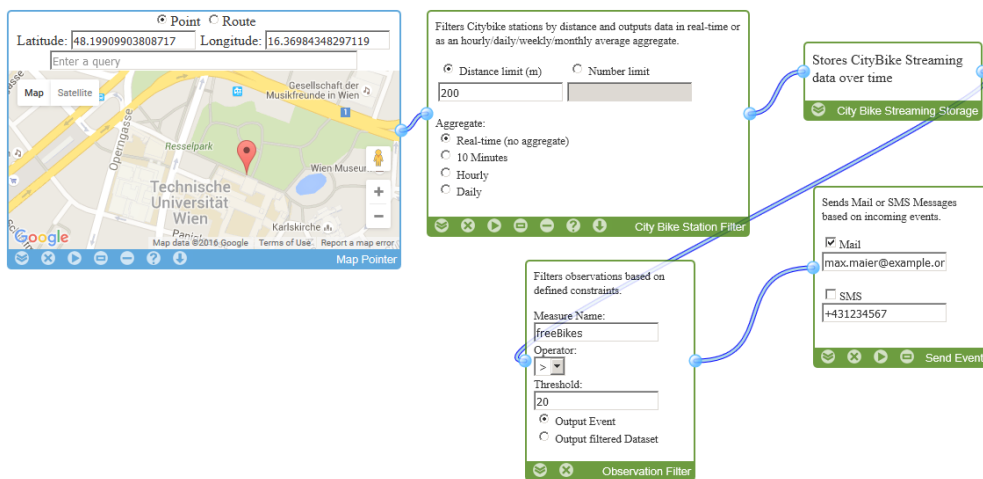 Point Route
Latitude: 48.19909903808717 Longitude: 16.36984348297119
Enter a query
Map Satellite
Gesellschaft der
Musikfreunde in Wien
Operngasse
Resselpark
Wien Museu
Technische
Universität
Wien
Karlskirche
Google
Map data ©2016 Google Terms of Use Report a map error
Map Pointer
Filters Citybike stations by distance and outputs data in real-time or
as an hourly/daily/weekly/monthly average aggregate.
Distance limit (m) Number limit
200
Aggregate:
Real-time (no aggregate)
10 Minutes
Hourly
Daily
City Bike Station Filter
Stores CityBike Streaming
data over time
City Bike Streaming Storage
Filters observations based on
defined constraints.
Measure Name:
freeBikes
Operator:
>
Threshold:
20
Output Event
Output filtered Dataset
Observation Filter
Sends Mail or SMS Messages
based on incoming events.
Mail
max.maier@example.or
SMS
+431234567
Send Event